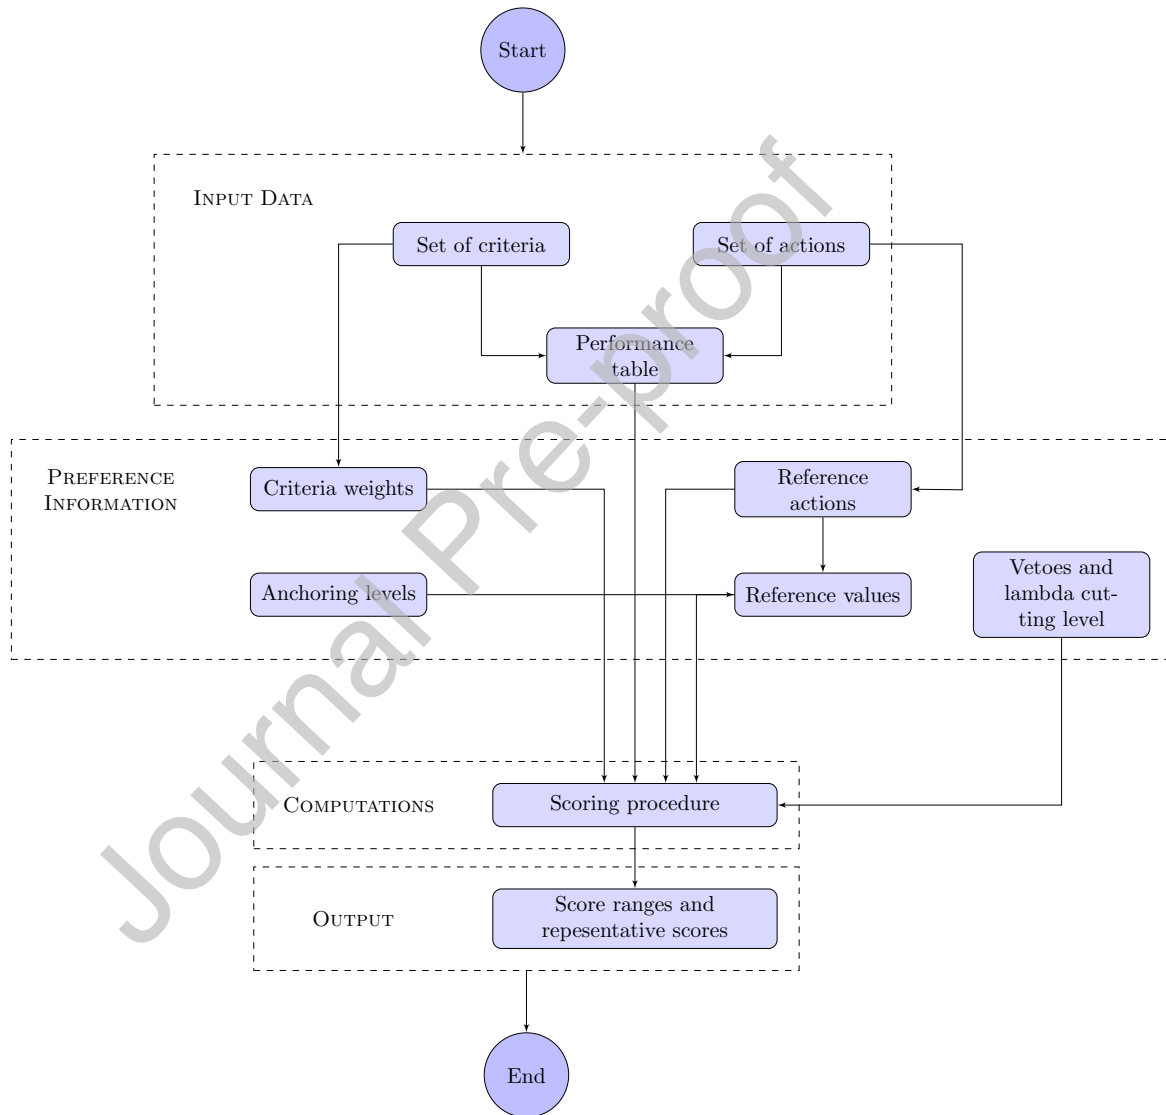 Start
INPUT DATA
Set of criteria
Set of actions
Performance
table
PREFERENCE
INFORMATION
Criteria weights
Reference
actions
Anchoring levels
Reference values
Vetoes and
lambda cut-
ting level
COMPUTATIONS
Scoring procedure
OUTPUT
Score ranges and
repesentative scores
End
Journal Pre-proof